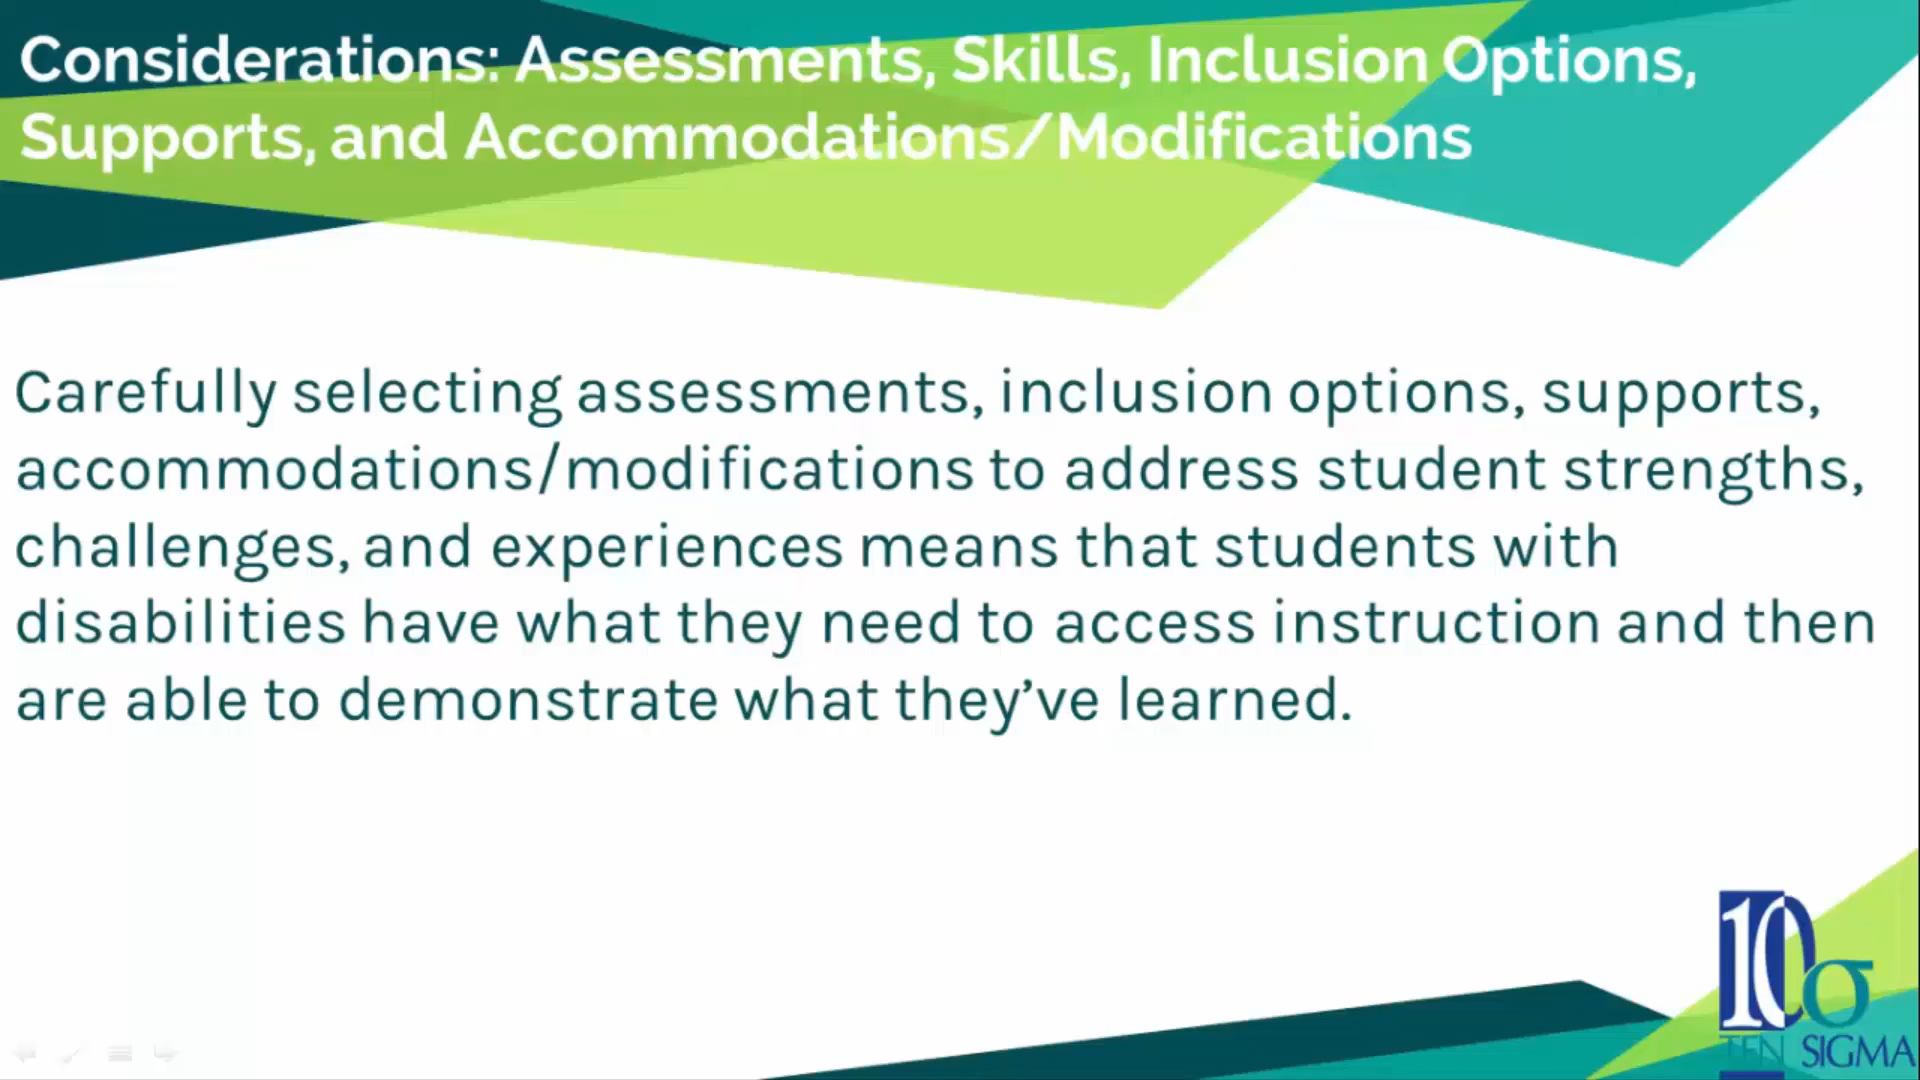 Considerations: Assessments, Skills, Inclusion Options,
Supports, and Accommodations/Modifications
Carefully selecting assessments, inclusion options, supports,
accommodations/modifications to address student strengths,
challenges, and experiences means that students with
disabilities have what they need to access instruction and then
are able to demonstrate what they’ve learned.
10σ
TEN SIGMA